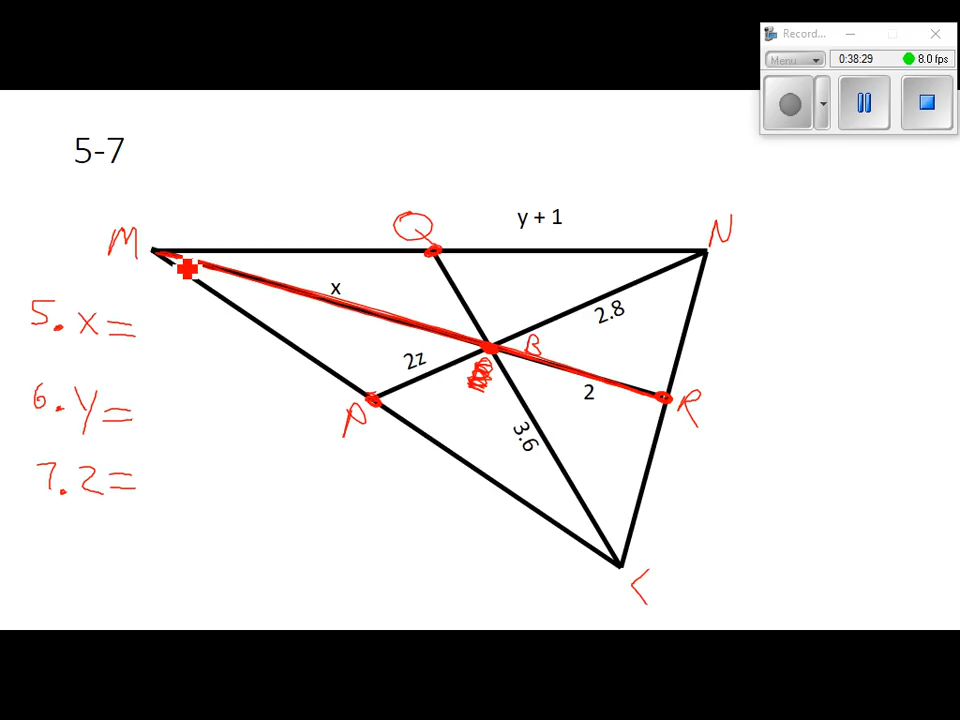 Record...
Menu
0:38:29
8.0 fps
5-7
y + 1
M
Q
N
x
2.8
5. x =
B
2z
2
6. y =
P
R
3.6
7. z =
L